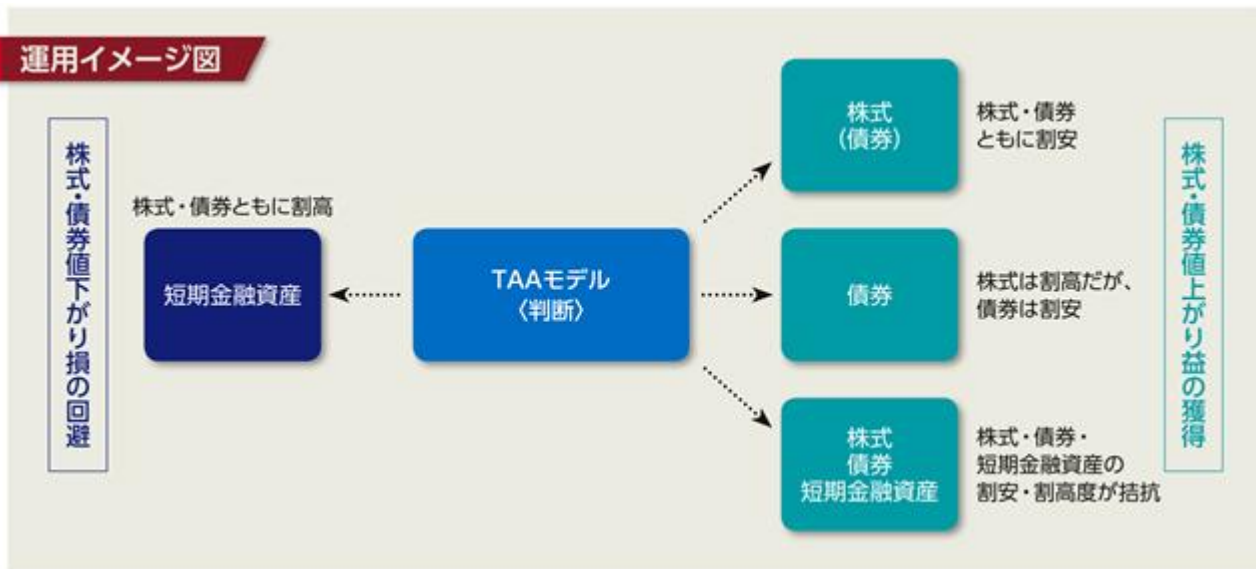 運用イメージ図
株式・債券値下がり損の回避
株式・債券ともに割高
短期金融資産
TAAモデル
〈判断〉
株式
(債券)
株式・債券
ともに割安
債券
株式は割高だが、
債券は割安
株式
債券
短期金融資産
株式・債券・
短期金融資産の
割安・割高度が拮抗
株式・債券値上がり益の獲得